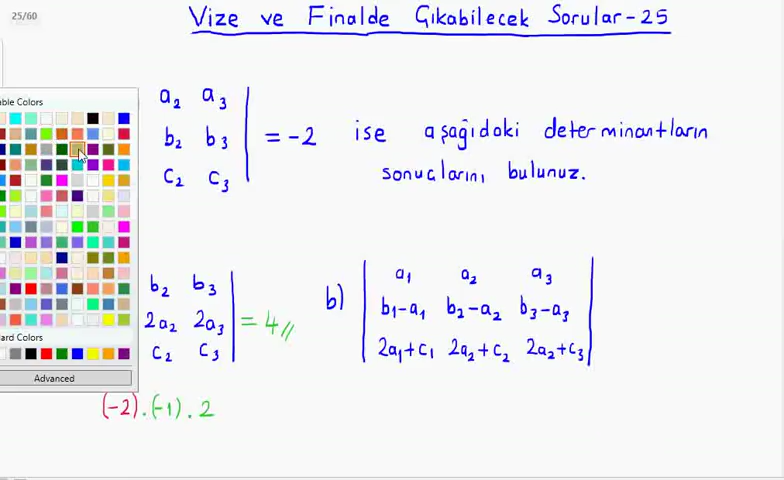 25/60
Vize ve Finalde Çıkabilecek Sorular-25
able Colors
a2 a3
b2 b3 = -2 ise aşağıdaki determinantların
c2 c3 sonuçlarını bulunuz.
b2 b3
2a2 2a3 = 4//
c2 c3
b)
a1 a2 a3
b1-a1 b2-a2 b3-a3
2a1+c1 2a2+c2 2a2+c3
ard Colors
Advanced
(-2).(-1).2